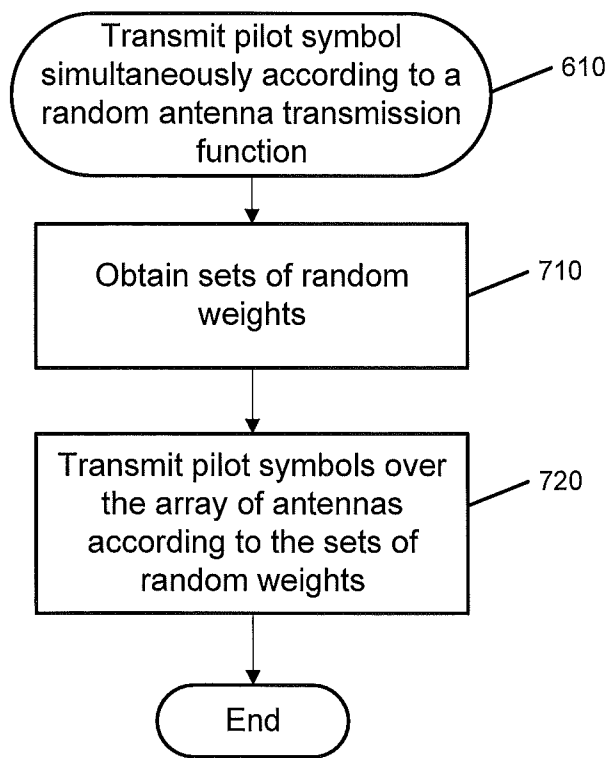 Transmit pilot symbol
simultaneously according to a
random antenna transmission
function
610
Obtain sets of random
weights
710
Transmit pilot symbols over
the array of antennas
according to the sets of
random weights
720
End